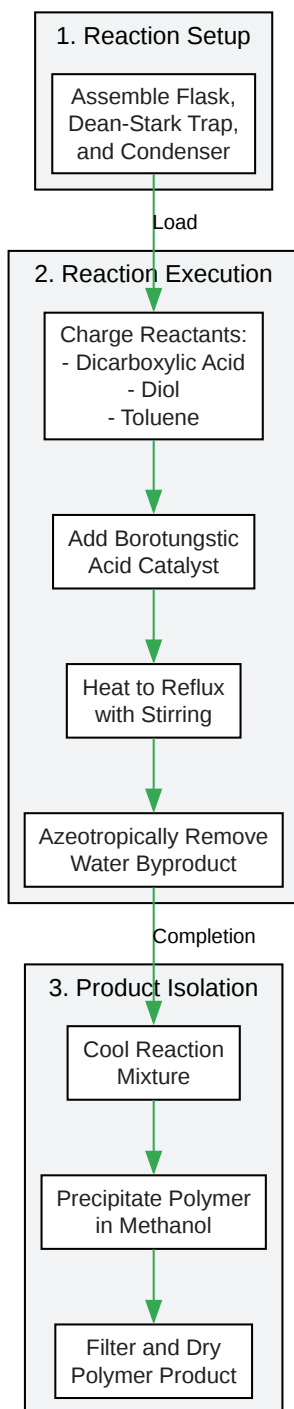 1. Reaction Setup
Assemble Flask,
Dean-Stark Trap,
and Condenser
Load
2. Reaction Execution
Charge Reactants:
- Dicarboxylic Acid
- Diol
- Toluene
Add Borotungstic
Acid Catalyst
Heat to Reflux
with Stirring
Azeotropically Remove
Water Byproduct
Completion
3. Product Isolation
Cool Reaction
Mixture
Precipitate Polymer
in Methanol
Filter and Dry
Polymer Product